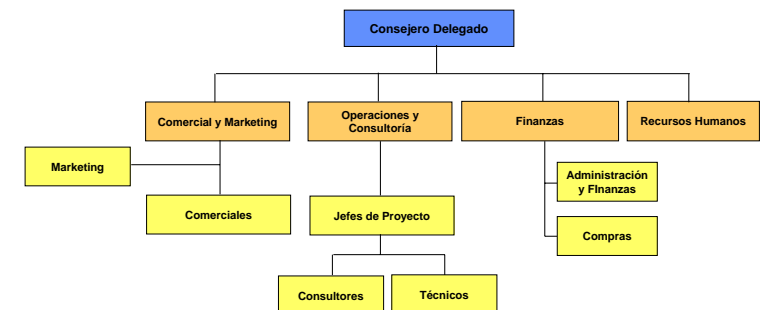 Consejero Delegado
Comercial y Marketing
Operaciones y
Consultoría
Finanzas
Recursos Humanos
Marketing
Administración
y FInanzas
Comerciales
Jefes de Proyecto
Compras
Consultores
Técnicos